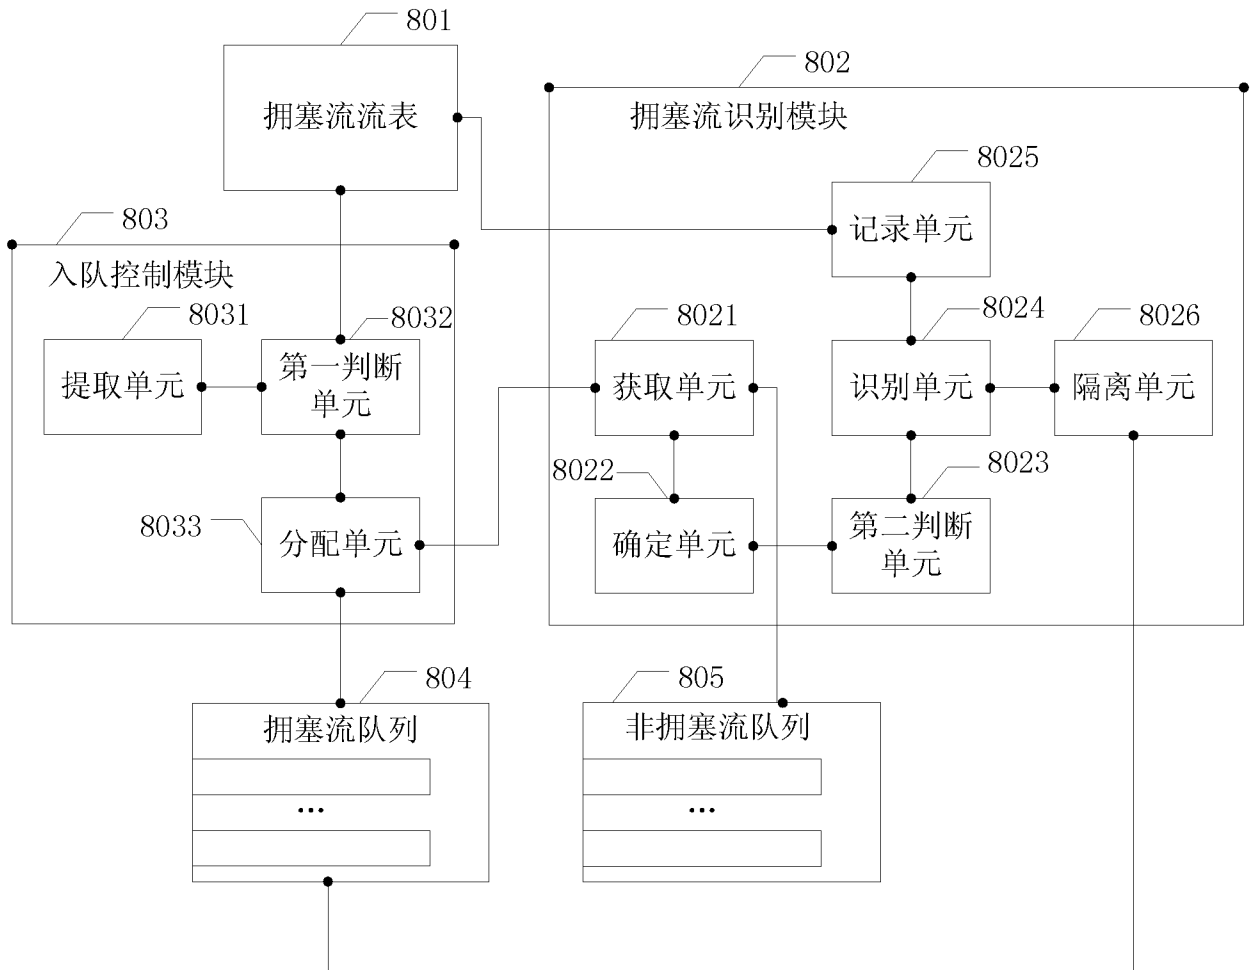 801
拥塞流流表
802
拥塞流识别模块
8025
记录单元
803
入队控制模块
8031
提取单元
8032
第一判断
单元
8021
获取单元
8024
识别单元
8026
隔离单元
8033
分配单元
8022
确定单元
8023
第二判断
单元
804
拥塞流队列
...
805
非拥塞流队列
...